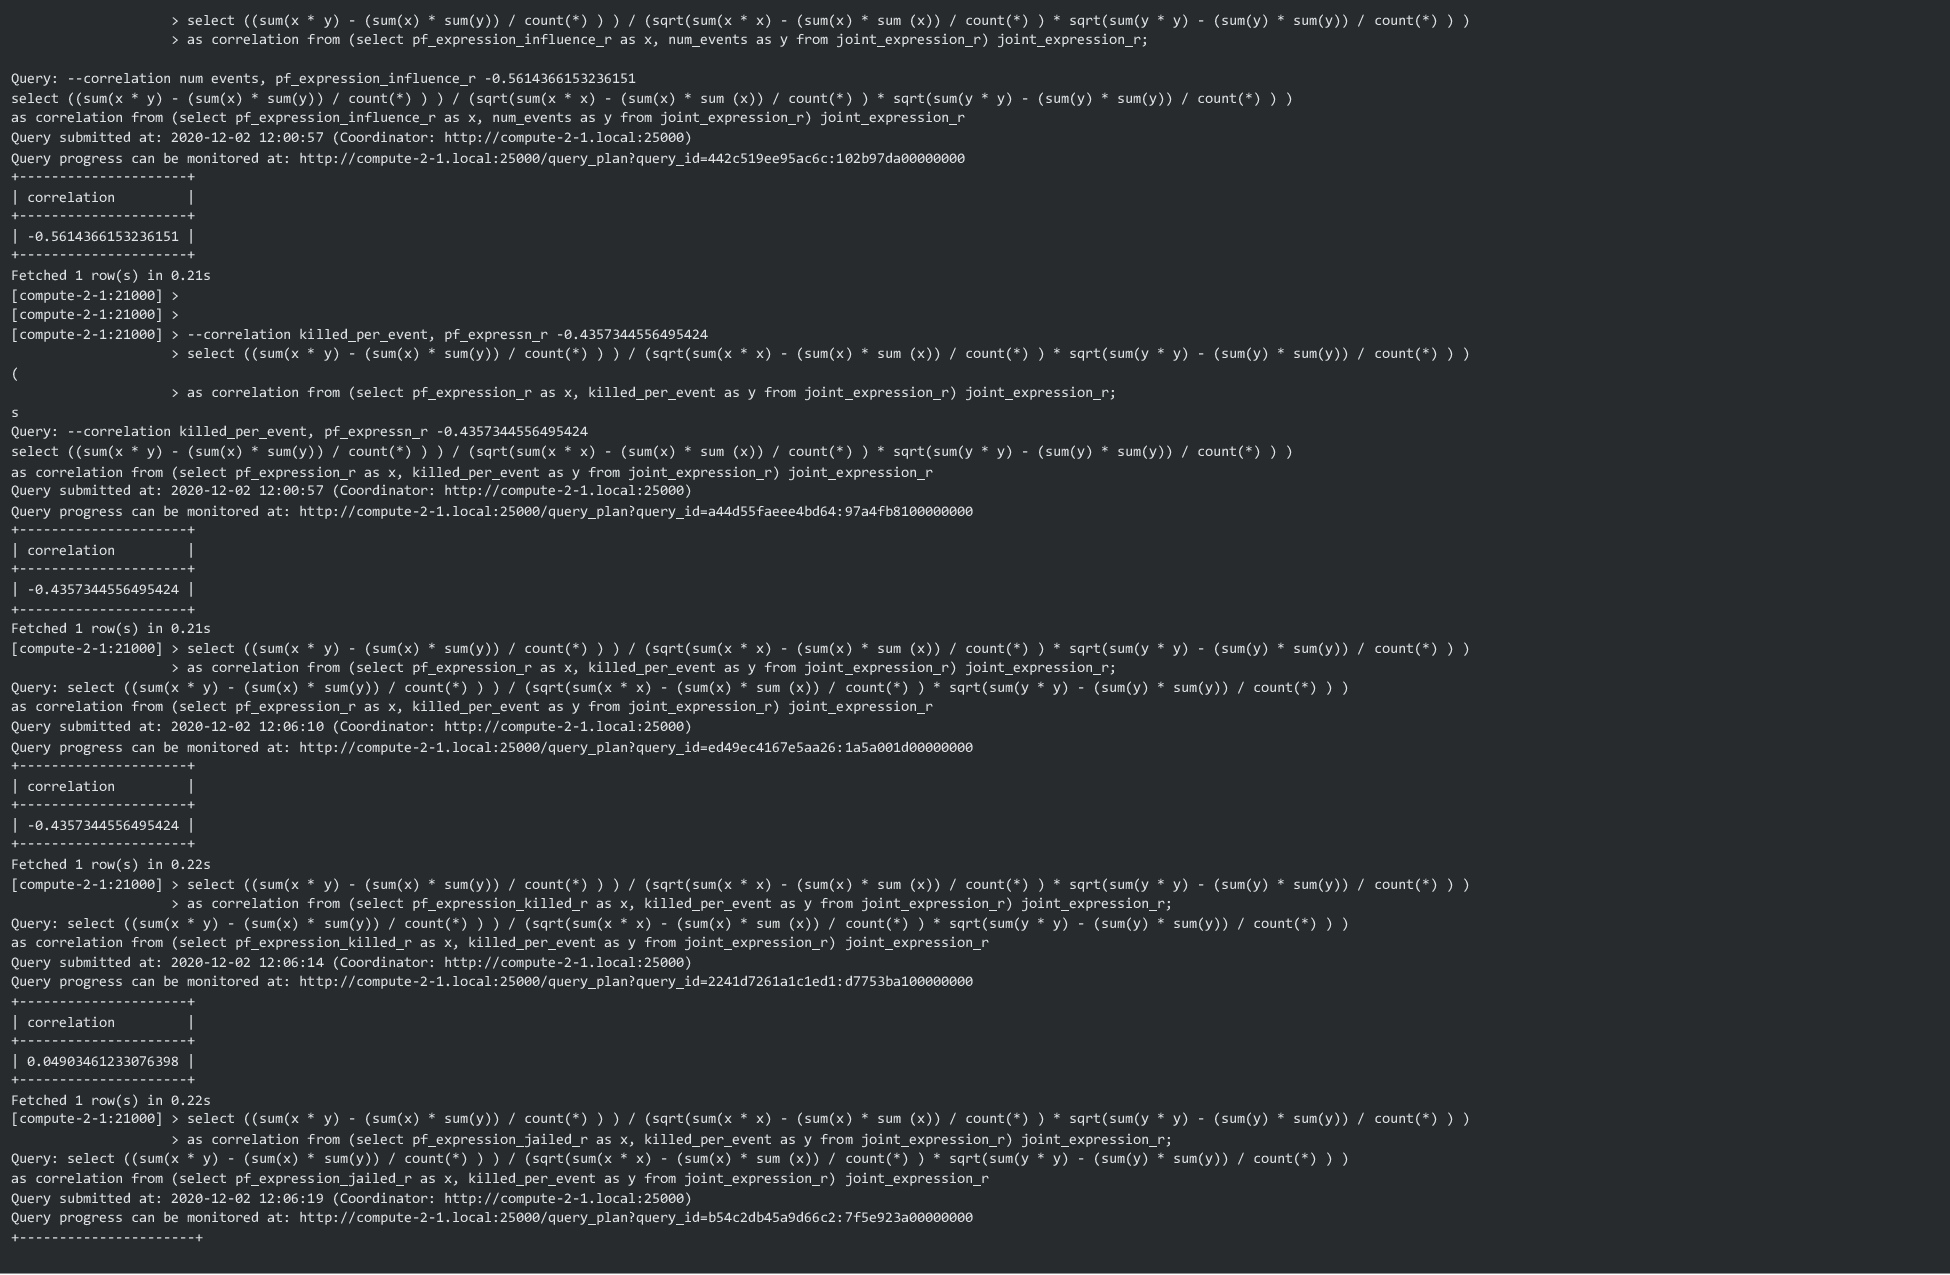 > select ((sum(x * y) - (sum(x) * sum(y)) / count(*) ) ) / (sqrt(sum(x * x) - (sum(x) * sum (x)) / count(*) ) * sqrt(sum(y * y) - (sum(y) * sum(y)) / count(*) ) )
> as correlation from (select pf_expression_influence_r as x, num_events as y from joint_expression_r) joint_expression_r;
Query: --correlation num events, pf_expression_influence_r -0.5614366153236151
select ((sum(x * y) - (sum(x) * sum(y)) / count(*) ) ) / (sqrt(sum(x * x) - (sum(x) * sum (x)) / count(*) ) * sqrt(sum(y * y) - (sum(y) * sum(y)) / count(*) ) )
as correlation from (select pf_expression_influence_r as x, num_events as y from joint_expression_r) joint_expression_r
Query submitted at: 2020-12-02 12:00:57 (Coordinator: http://compute-2-1.local:25000)
Query progress can be monitored at: http://compute-2-1.local:25000/query_plan?query_id=442c519ee95ac6c:102b97da00000000
+---------------------+
| correlation         |
+---------------------+
| -0.5614366153236151 |
+---------------------+
Fetched 1 row(s) in 0.21s
[compute-2-1:21000] >
[compute-2-1:21000] >
[compute-2-1:21000] > --correlation killed_per_event, pf_expressn_r -0.4357344556495424
> select ((sum(x * y) - (sum(x) * sum(y)) / count(*) ) ) / (sqrt(sum(x * x) - (sum(x) * sum (x)) / count(*) ) * sqrt(sum(y * y) - (sum(y) * sum(y)) / count(*) ) )
(
> as correlation from (select pf_expression_r as x, killed_per_event as y from joint_expression_r) joint_expression_r;
s
Query: --correlation killed_per_event, pf_expressn_r -0.4357344556495424
select ((sum(x * y) - (sum(x) * sum(y)) / count(*) ) ) / (sqrt(sum(x * x) - (sum(x) * sum (x)) / count(*) ) * sqrt(sum(y * y) - (sum(y) * sum(y)) / count(*) ) )
as correlation from (select pf_expression_r as x, killed_per_event as y from joint_expression_r) joint_expression_r
Query submitted at: 2020-12-02 12:00:57 (Coordinator: http://compute-2-1.local:25000)
Query progress can be monitored at: http://compute-2-1.local:25000/query_plan?query_id=a44d55faeee4bd64:97a4fb8100000000
+---------------------+
| correlation         |
+---------------------+
| -0.4357344556495424 |
+---------------------+
Fetched 1 row(s) in 0.21s
[compute-2-1:21000] > select ((sum(x * y) - (sum(x) * sum(y)) / count(*) ) ) / (sqrt(sum(x * x) - (sum(x) * sum (x)) / count(*) ) * sqrt(sum(y * y) - (sum(y) * sum(y)) / count(*) ) )
> as correlation from (select pf_expression_r as x, killed_per_event as y from joint_expression_r) joint_expression_r;
Query: select ((sum(x * y) - (sum(x) * sum(y)) / count(*) ) ) / (sqrt(sum(x * x) - (sum(x) * sum (x)) / count(*) ) * sqrt(sum(y * y) - (sum(y) * sum(y)) / count(*) ) )
as correlation from (select pf_expression_r as x, killed_per_event as y from joint_expression_r) joint_expression_r
Query submitted at: 2020-12-02 12:06:10 (Coordinator: http://compute-2-1.local:25000)
Query progress can be monitored at: http://compute-2-1.local:25000/query_plan?query_id=ed49ec4167e5aa26:1a5a001d00000000
+---------------------+
| correlation         |
+---------------------+
| -0.4357344556495424 |
+---------------------+
Fetched 1 row(s) in 0.22s
[compute-2-1:21000] > select ((sum(x * y) - (sum(x) * sum(y)) / count(*) ) ) / (sqrt(sum(x * x) - (sum(x) * sum (x)) / count(*) ) * sqrt(sum(y * y) - (sum(y) * sum(y)) / count(*) ) )
> as correlation from (select pf_expression_killed_r as x, killed_per_event as y from joint_expression_r) joint_expression_r;
Query: select ((sum(x * y) - (sum(x) * sum(y)) / count(*) ) ) / (sqrt(sum(x * x) - (sum(x) * sum (x)) / count(*) ) * sqrt(sum(y * y) - (sum(y) * sum(y)) / count(*) ) )
as correlation from (select pf_expression_killed_r as x, killed_per_event as y from joint_expression_r) joint_expression_r
Query submitted at: 2020-12-02 12:06:14 (Coordinator: http://compute-2-1.local:25000)
Query progress can be monitored at: http://compute-2-1.local:25000/query_plan?query_id=2241d7261a1c1ed1:d7753ba100000000
+---------------------+
| correlation         |
+---------------------+
| 0.04903461233076398 |
+---------------------+
Fetched 1 row(s) in 0.22s
[compute-2-1:21000] > select ((sum(x * y) - (sum(x) * sum(y)) / count(*) ) ) / (sqrt(sum(x * x) - (sum(x) * sum (x)) / count(*) ) * sqrt(sum(y * y) - (sum(y) * sum(y)) / count(*) ) )
> as correlation from (select pf_expression_jailed_r as x, killed_per_event as y from joint_expression_r) joint_expression_r;
Query: select ((sum(x * y) - (sum(x) * sum(y)) / count(*) ) ) / (sqrt(sum(x * x) - (sum(x) * sum (x)) / count(*) ) * sqrt(sum(y * y) - (sum(y) * sum(y)) / count(*) ) )
as correlation from (select pf_expression_jailed_r as x, killed_per_event as y from joint_expression_r) joint_expression_r
Query submitted at: 2020-12-02 12:06:19 (Coordinator: http://compute-2-1.local:25000)
Query progress can be monitored at: http://compute-2-1.local:25000/query_plan?query_id=b54c2db45a9d66c2:7f5e923a00000000
+----------------------+